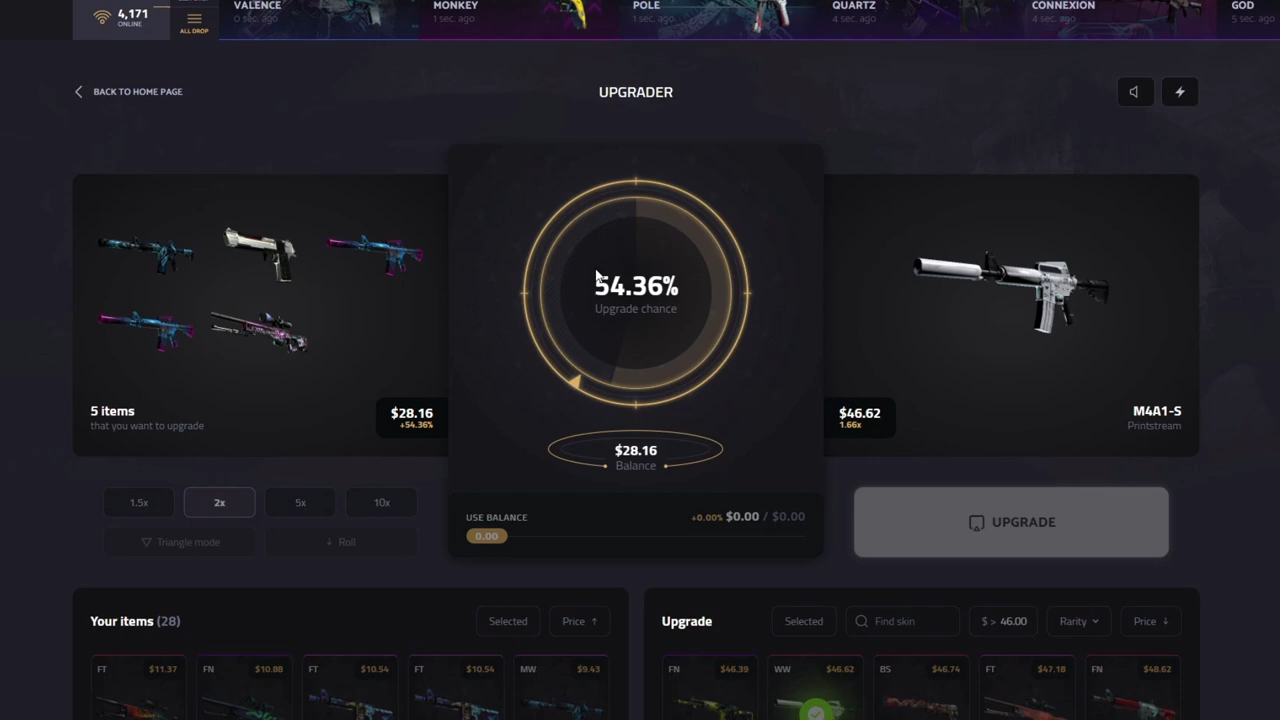 4,171
ONLINE
ALL DROP
VALENCE
0 sec. ago
MONKEY
1 sec. ago
POLE
1 sec. ago
QUARTZ
4 sec. ago
CONNEXION
4 sec. ago
GOD
5 sec. ago
BACK TO HOME PAGE
UPGRADER
54.36%
Upgrade chance
5 items
that you want to upgrade
$28.16
+54.36%
$28.16
Balance
$46.62
1.66x
M4A1-S
Printstream
1.5x
2x
5x
10x
Triangle mode
Roll
USE BALANCE
+0.00% $0.00 / $0.00
0.00
UPGRADE
Your items (28)
Selected
Price ↑
Upgrade
Selected
Find skin
$ > 46.00
Rarity
Price ↓
FT $11.37
FN $10.88
FT $10.54
FT $10.54
MW $9.43
FN $46.39
WW $46.62
BS $46.74
FT $47.18
FN $48.62